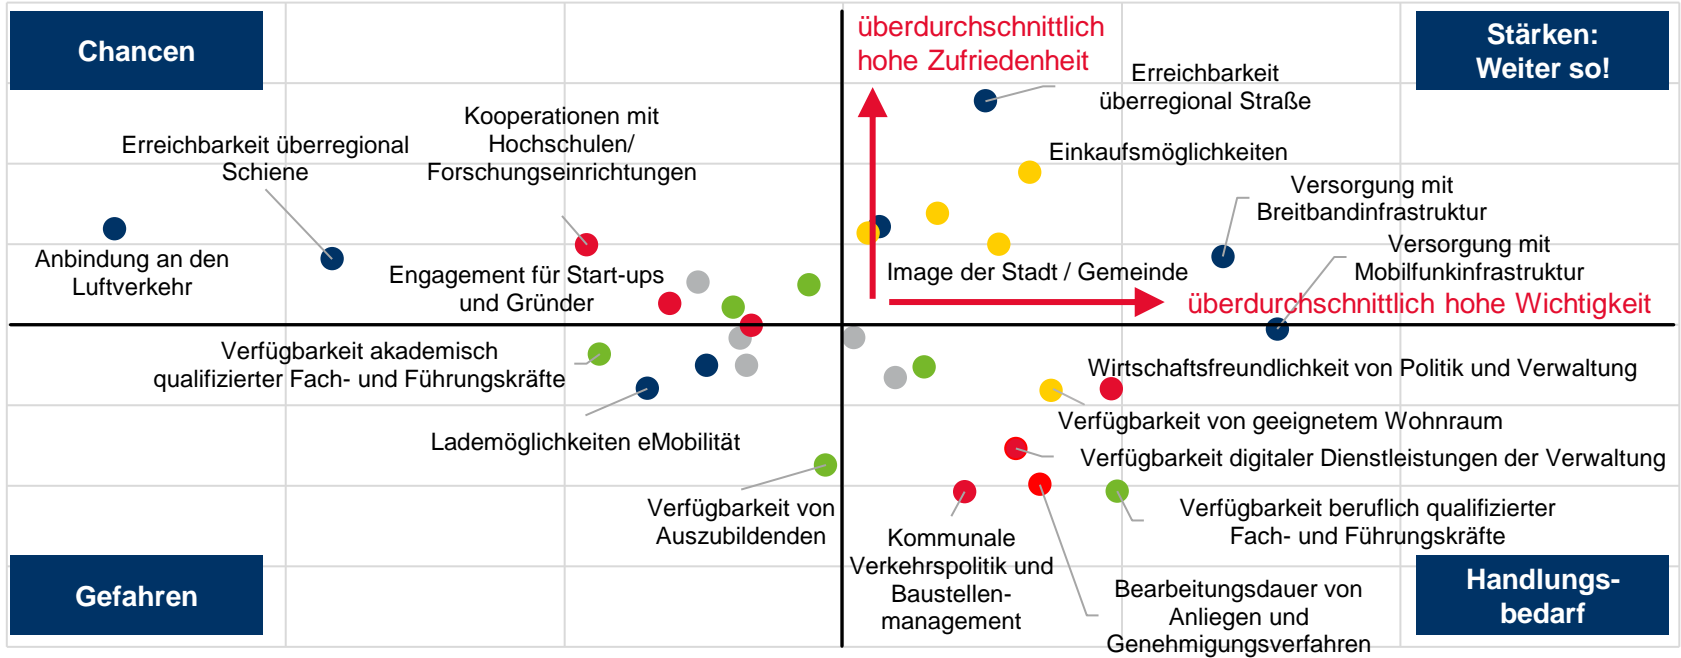 Chancen
überdurchschnittlich
hohe Zufriedenheit
Stärken:
Weiter so!
Erreichbarkeit
überregional Straße
Kooperationen mit
Hochschulen/
Forschungseinrichtungen
Erreichbarkeit überregional
Schiene
Einkaufsmöglichkeiten
Versorgung mit
Breitbandinfrastruktur
Versorgung mit
Mobilfunkinfrastruktur
Anbindung an den
Luftverkehr
Engagement für Start-ups
und Gründer
Image der Stadt / Gemeinde
überdurchschnittlich hohe Wichtigkeit
Verfügbarkeit akademisch
qualifizierter Fach- und Führungskräfte
Wirtschaftsfreundlichkeit von Politik und Verwaltung
Verfügbarkeit von geeignetem Wohnraum
Lademöglichkeiten eMobilität
Verfügbarkeit digitaler Dienstleistungen der Verwaltung
Verfügbarkeit von
Auszubildenden
Verfügbarkeit beruflich qualifizierter
Fach- und Führungskräfte
Kommunale
Verkehrspolitik und
Baustellen-
management
Bearbeitungsdauer von
Anliegen und
Genehmigungsverfahren
Gefahren
Handlungs-
bedarf